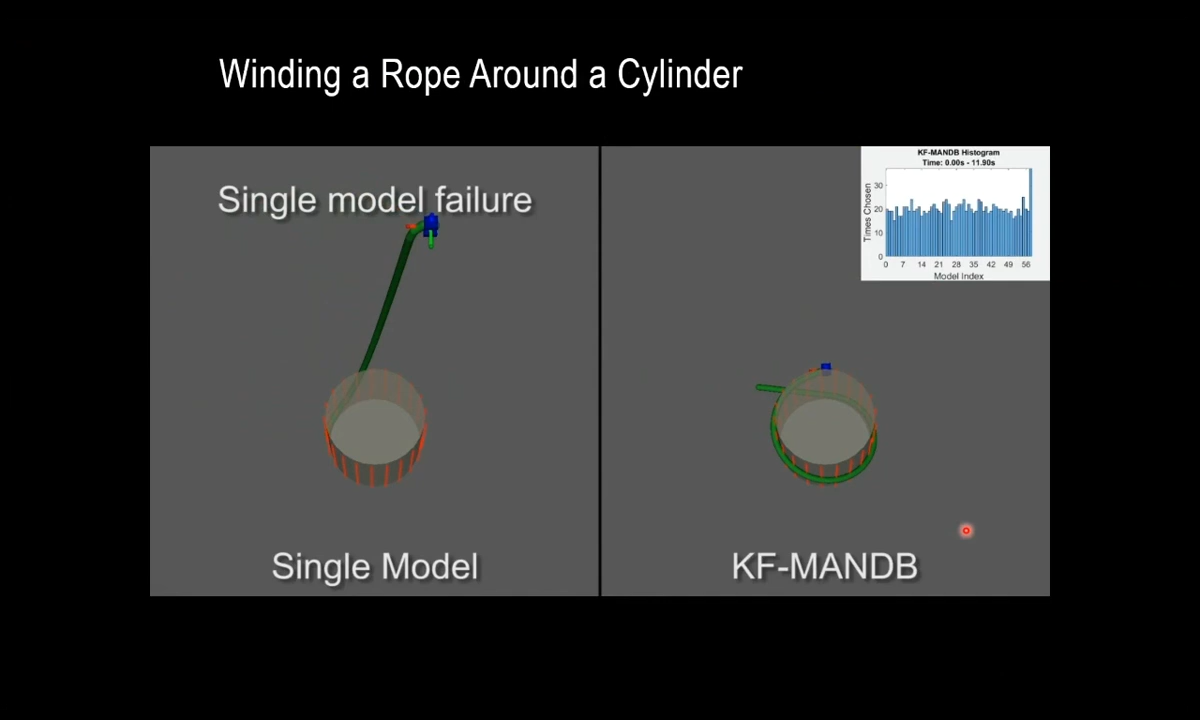 Winding a Rope Around a Cylinder
Single model failure
KF-MANDB Histogram
Time: 0.00s - 11.90s
Times Chosen
30
20
10
0
0 7 14 21 28 35 42 49 56
Model Index
Single Model
KF-MANDB